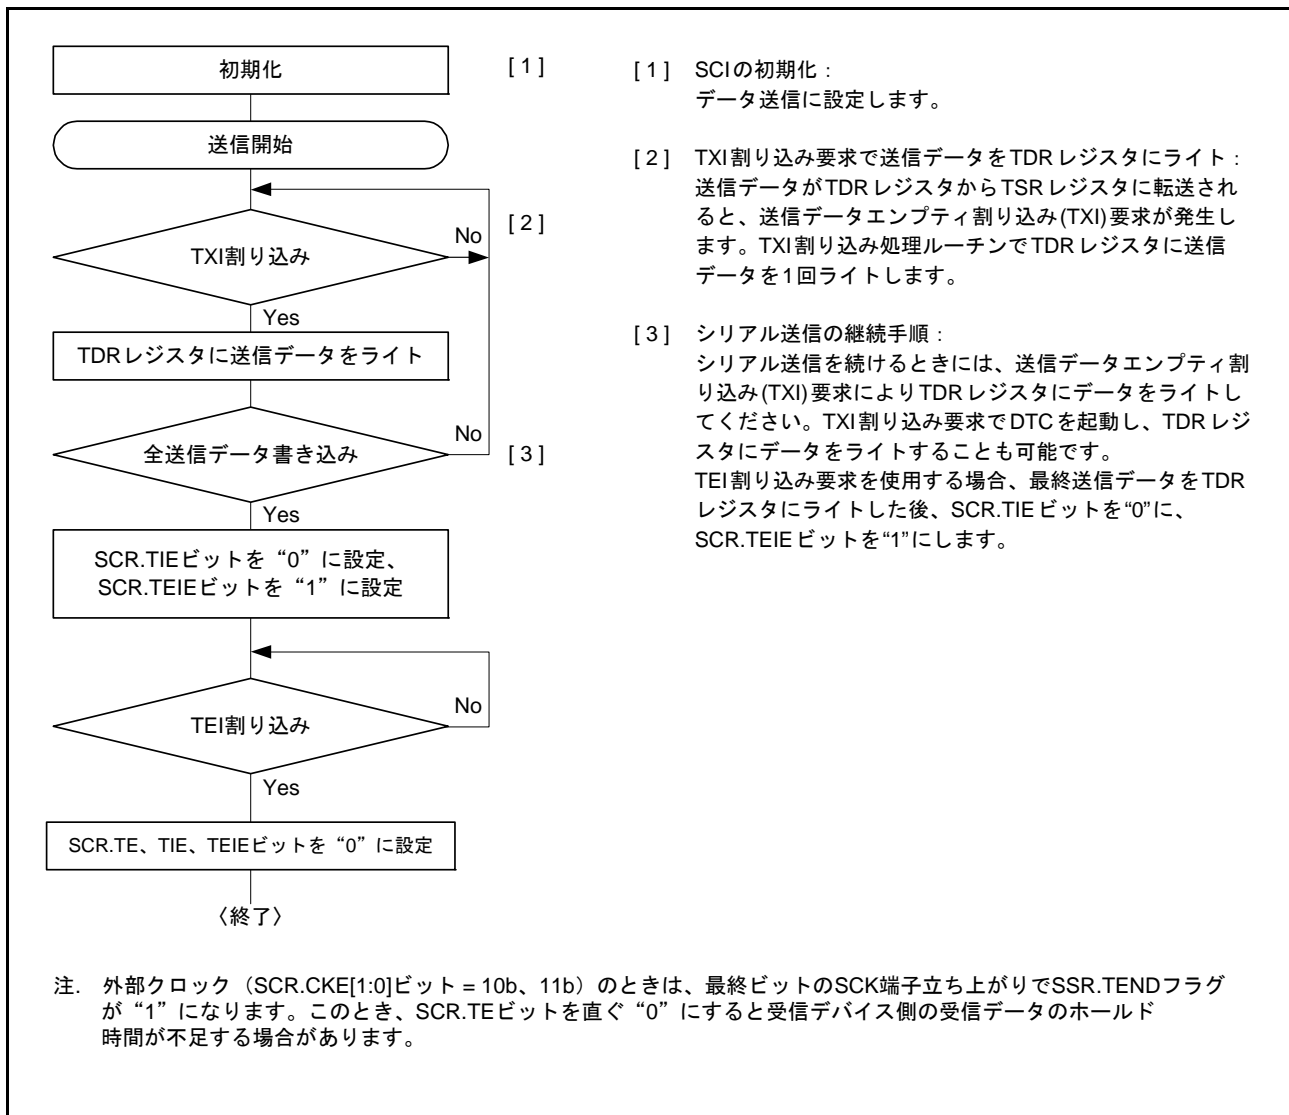 初期化
[ 1 ]
送信開始
TXI割り込み
No
[ 2 ]
Yes
TDRレジスタに送信データをライト
全送信データ書き込み
No
[ 3 ]
Yes
SCR.TIEビットを“0”に設定、
SCR.TEIEビットを“1”に設定
TEI割り込み
No
Yes
SCR.TE、TIE、TEIEビットを“0”に設定
〈終了〉
[ 1 ] SCIの初期化：
データ送信に設定します。
[ 2 ] TXI割り込み要求で送信データをTDRレジスタにライト：
送信データがTDRレジスタからTSRレジスタに転送され
ると、送信データエンプティ割り込み(TXI)要求が発生し
ます。TXI割り込み処理ルーチンでTDRレジスタに送信
データを1回ライトします。
[ 3 ] シリアル送信の継続手順：
シリアル送信を続けるときには、送信データエンプティ割
り込み(TXI)要求によりTDRレジスタにデータをライトし
てください。TXI割り込み要求でDTCを起動し、TDRレジ
スタにデータをライトすることも可能です。
TEI割り込み要求を使用する場合、最終送信データをTDR
レジスタにライトした後、SCR.TIEビットを“0”に、
SCR.TEIEビットを“1”にします。
注. 外部クロック（SCR.CKE[1:0]ビット = 10b、11b）のときは、最終ビットのSCK端子立ち上がりでSSR.TENDフラグ
が“1”になります。このとき、SCR.TEビットを直ぐ“0”にすると受信デバイス側の受信データのホールド
時間が不足する場合があります。